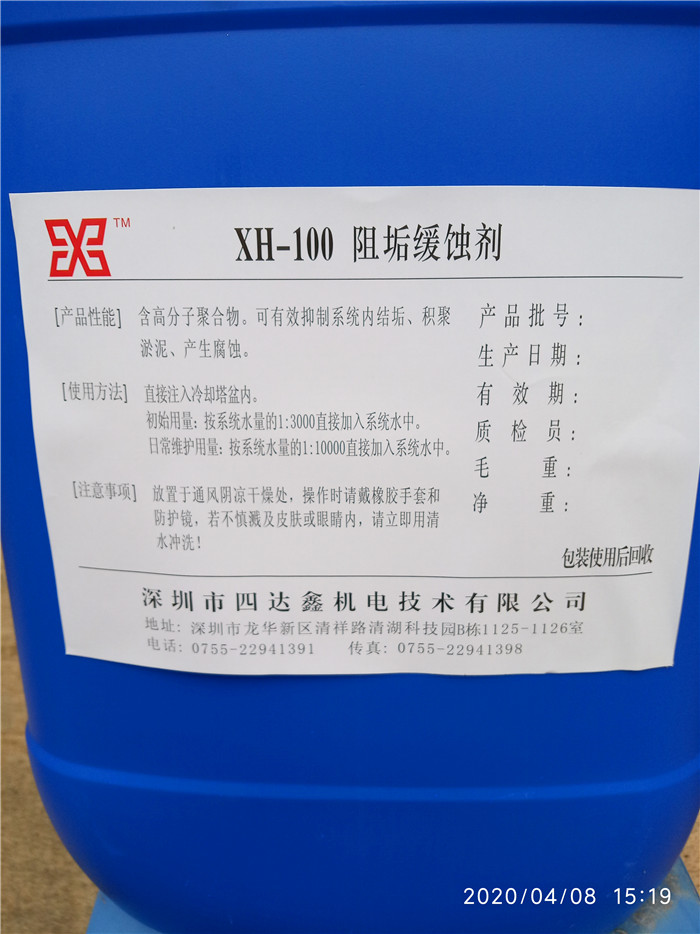 TM
XH-100 阻垢缓蚀剂
[产品性能] 含高分子聚合物。可有效抑制系统内结垢、积聚
淤泥、产生腐蚀。
[使用方法] 直接注入冷却塔盆内。
初始用量：按系统水量的1:3000直接加入系统水中。
日常维护用量：按系统水量的1:10000直接加入系统水中。
[注意事项] 放置于通风阴凉干燥处，操作时请戴橡胶手套和
防护镜，若不慎溅及皮肤或眼睛内，请立即用清
水冲洗！
产品批号：
生产日期：
有效期：
质检员：
毛重：
净重：
包装使用后回收
深圳市四达鑫机电技术有限公司
地址：深圳市龙华新区清祥路清湖科技园B栋1125-1126室
电话：0755-22941391 传真：0755-22941398
2020/04/08 15:19